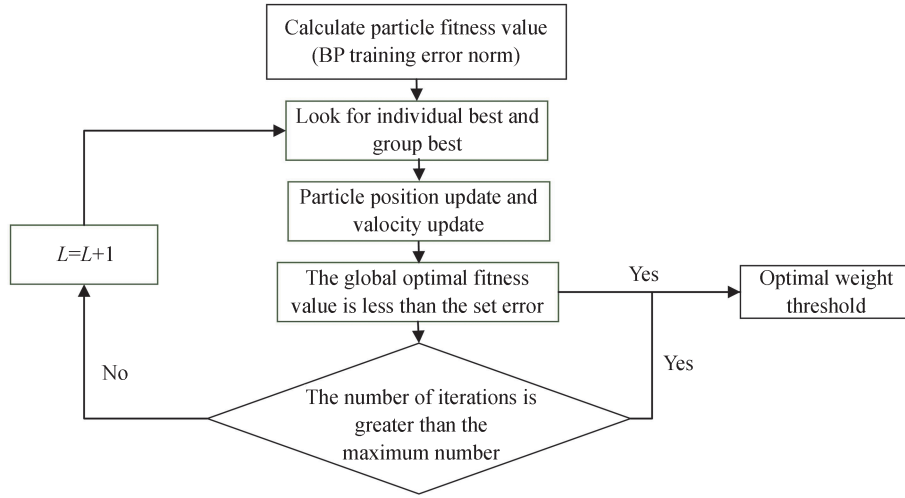 Calculate particle fitness value
(BP training error norm)
Look for individual best and
group best
Particle position update and
valocity update
L=L+1
The global optimal fitness
value is less than the set error
Yes
Optimal weight
threshold
No
Yes
The number of iterations is
greater than the
maximum number